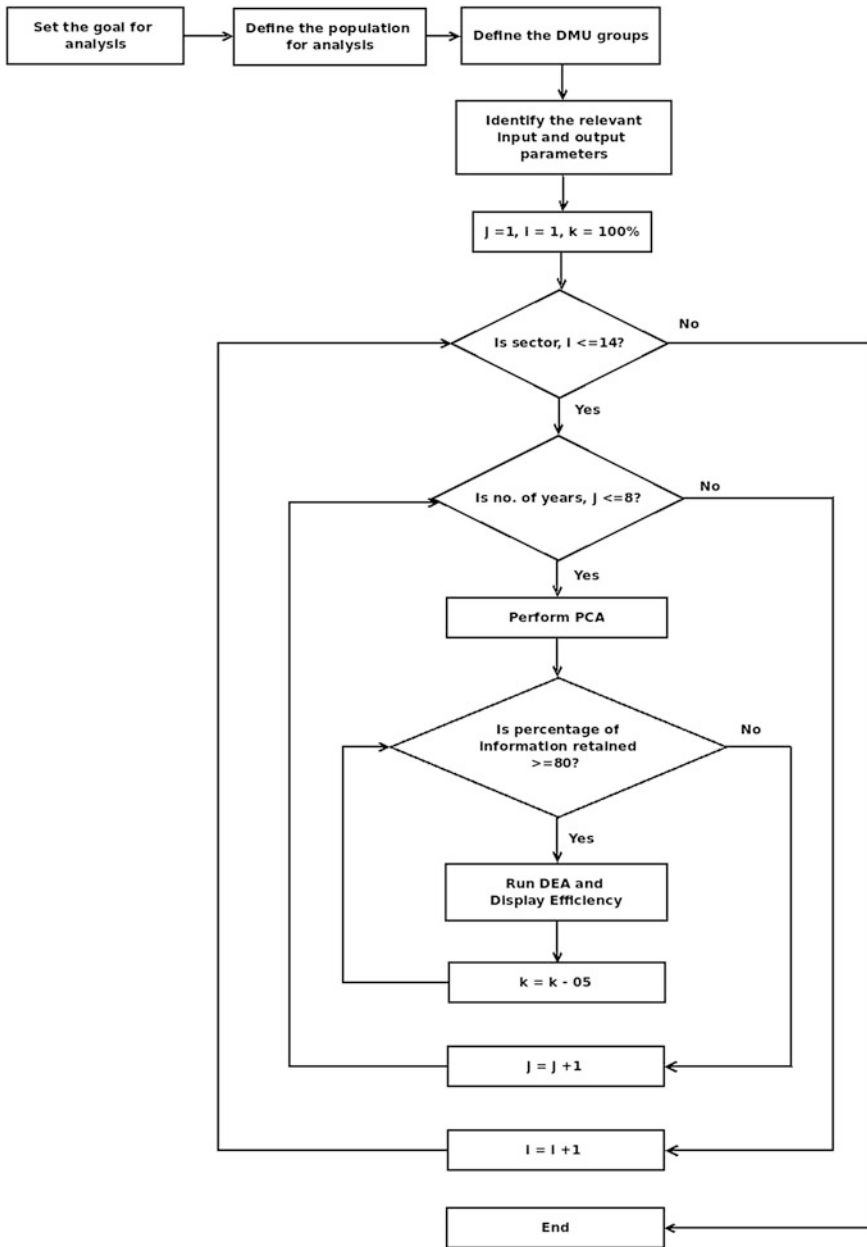 Set the goal for
analysis
Define the population
for analysis
Define the DMU groups
Identify the relevant
input and output
parameters
J =1, I = 1, k = 100%
Is sector, I <=14?
No
Yes
Is no. of years, J <=8?
No
Yes
Perform PCA
Is percentage of
information retained
>=80?
No
Yes
Run DEA and
Display Efficiency
k = k - 05
J = J +1
I = I +1
End